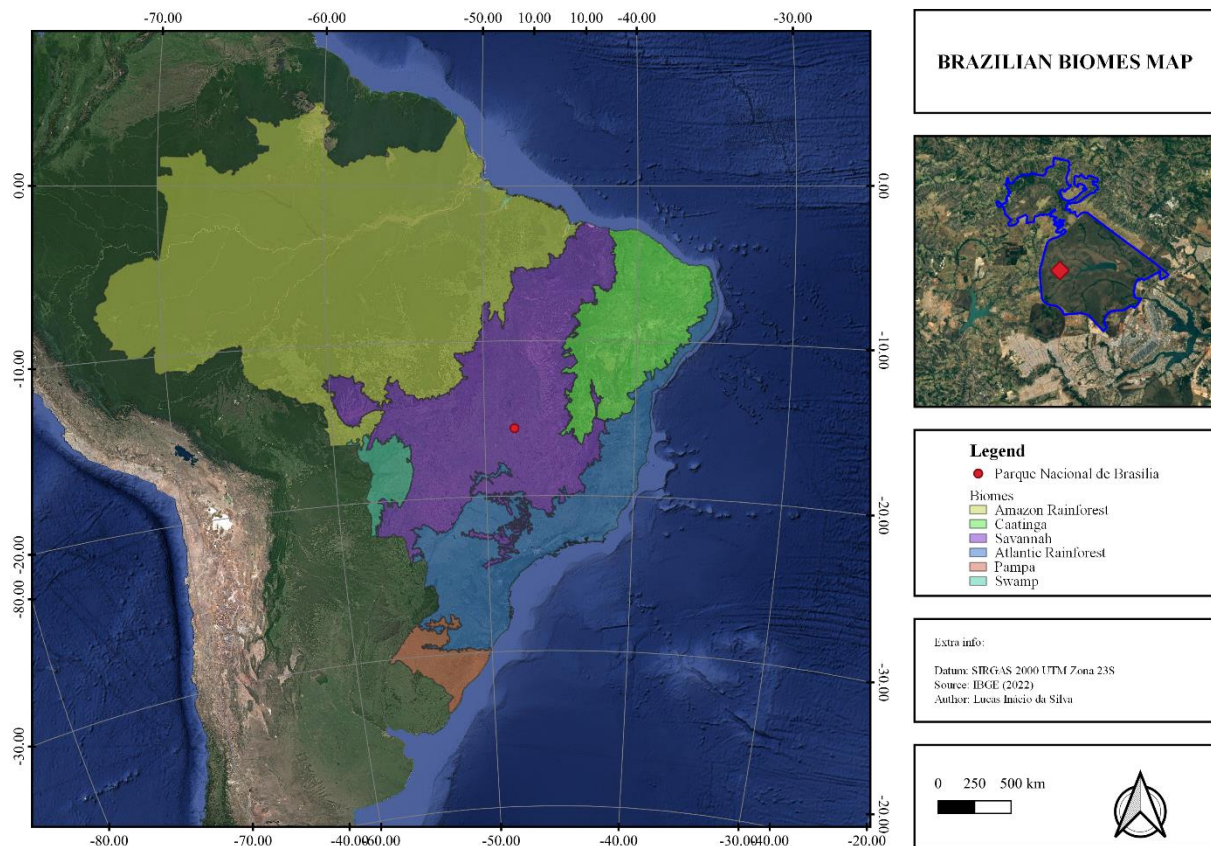 -70.00 -60.00 -50.00 10.00 10.00 -40.00 -30.00
0.00 0.00
-10.00 -10.00
-20.00 -20.00
-80.00
-30.00 -30.00
-20.00
-80.00 -70.00 -40.00 -60.00 -50.00 -40.00 -30.00 -40.00 -20.00
BRAZILIAN BIOMES MAP
Legend
Parque Nacional de Brasilia
Biomes
Amazon Rainforest
Caatinga
Savannah
Atlantic Rainforest
Pampa
Swamp
Extra info:
Datum: SIRGAS 2000 UTM Zona 23S
Source: IBGE (2022)
Author: Lucas Inácio da Silva
0 250 500 km